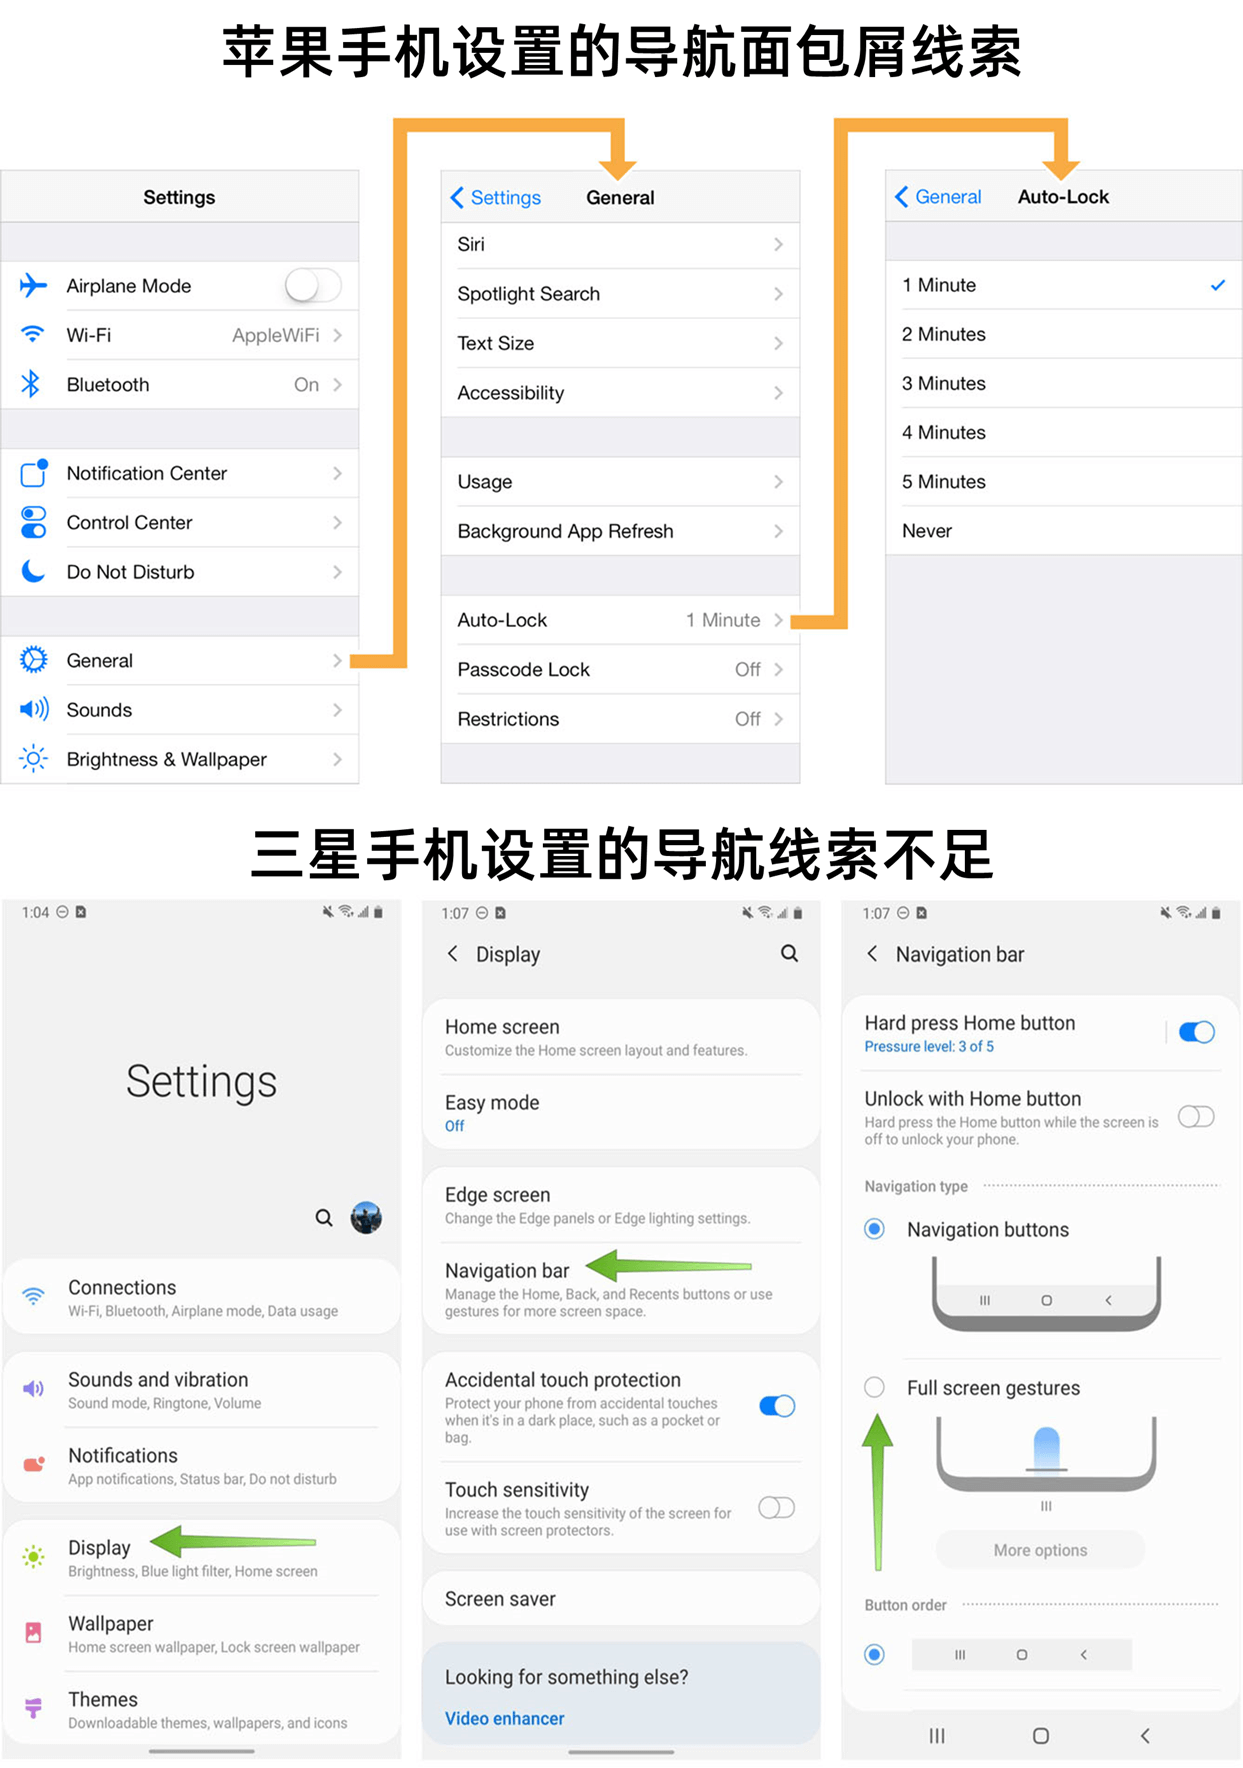 苹果手机设置的导航面包屑线索
Settings
Airplane Mode
Wi-Fi AppleWiFi
Bluetooth On
Notification Center
Control Center
Do Not Disturb
General
Sounds
Brightness & Wallpaper
Settings General
Siri
Spotlight Search
Text Size
Accessibility
Usage
Background App Refresh
Auto-Lock 1 Minute
Passcode Lock Off
Restrictions Off
General Auto-Lock
1 Minute
2 Minutes
3 Minutes
4 Minutes
5 Minutes
Never
三星手机设置的导航线索不足
1:04
Settings
Connections
Wi-Fi, Bluetooth, Airplane mode, Data usage
Sounds and vibration
Sound mode, Ringtone, Volume
Notifications
App notifications, Status bar, Do not disturb
Display
Brightness, Blue light filter, Home screen
Wallpaper
Home screen wallpaper, Lock screen wallpaper
Themes
Downloadable themes, wallpapers, and icons
1:07
Display
Home screen
Customize the Home screen layout and features.
Easy mode
Off
Edge screen
Change the Edge panels or Edge lighting settings.
Navigation bar
Manage the Home, Back, and Recents buttons or use
gestures for more screen space.
Accidental touch protection
Protect your phone from accidental touches
when it's in a dark place, such as a pocket or
bag.
Touch sensitivity
Increase the touch sensitivity of the screen for
use with screen protectors.
Screen saver
Looking for something else?
Video enhancer
1:07
Navigation bar
Hard press Home button
Pressure level: 3 of 5
Unlock with Home button
Hard press the Home button while the screen is
off to unlock your phone.
Navigation type
Navigation buttons
Full screen gestures
More options
Button order